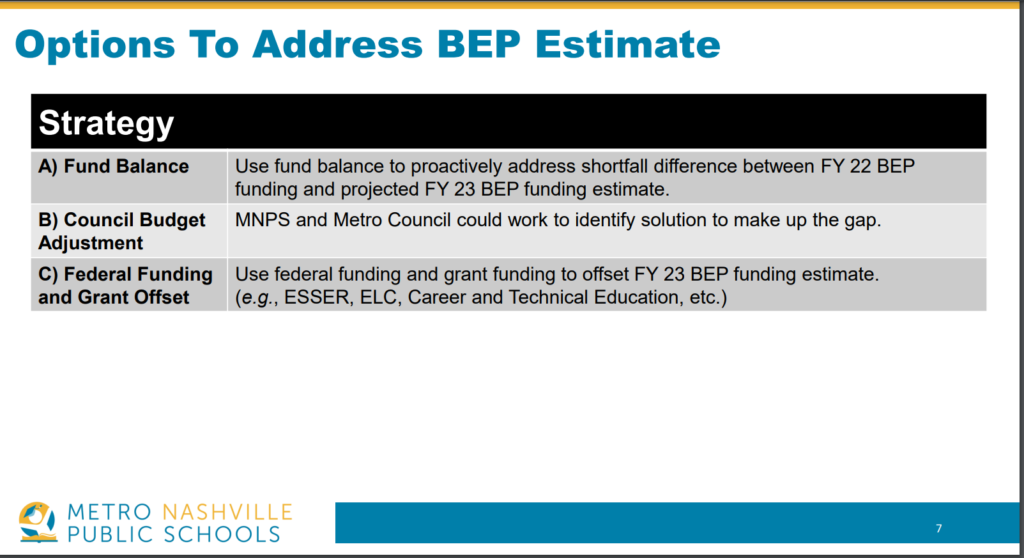 Options To Address BEP Estimate
Strategy
A) Fund Balance
Use fund balance to proactively address shortfall difference between FY 22 BEP
funding and projected FY 23 BEP funding estimate.
B) Council Budget
Adjustment
MNPS and Metro Council could work to identify solution to make up the gap.
C) Federal Funding
and Grant Offset
Use federal funding and grant funding to offset FY 23 BEP funding estimate.
(e.g., ESSER, ELC, Career and Technical Education, etc.)
METRO NASHVILLE
PUBLIC SCHOOLS
7